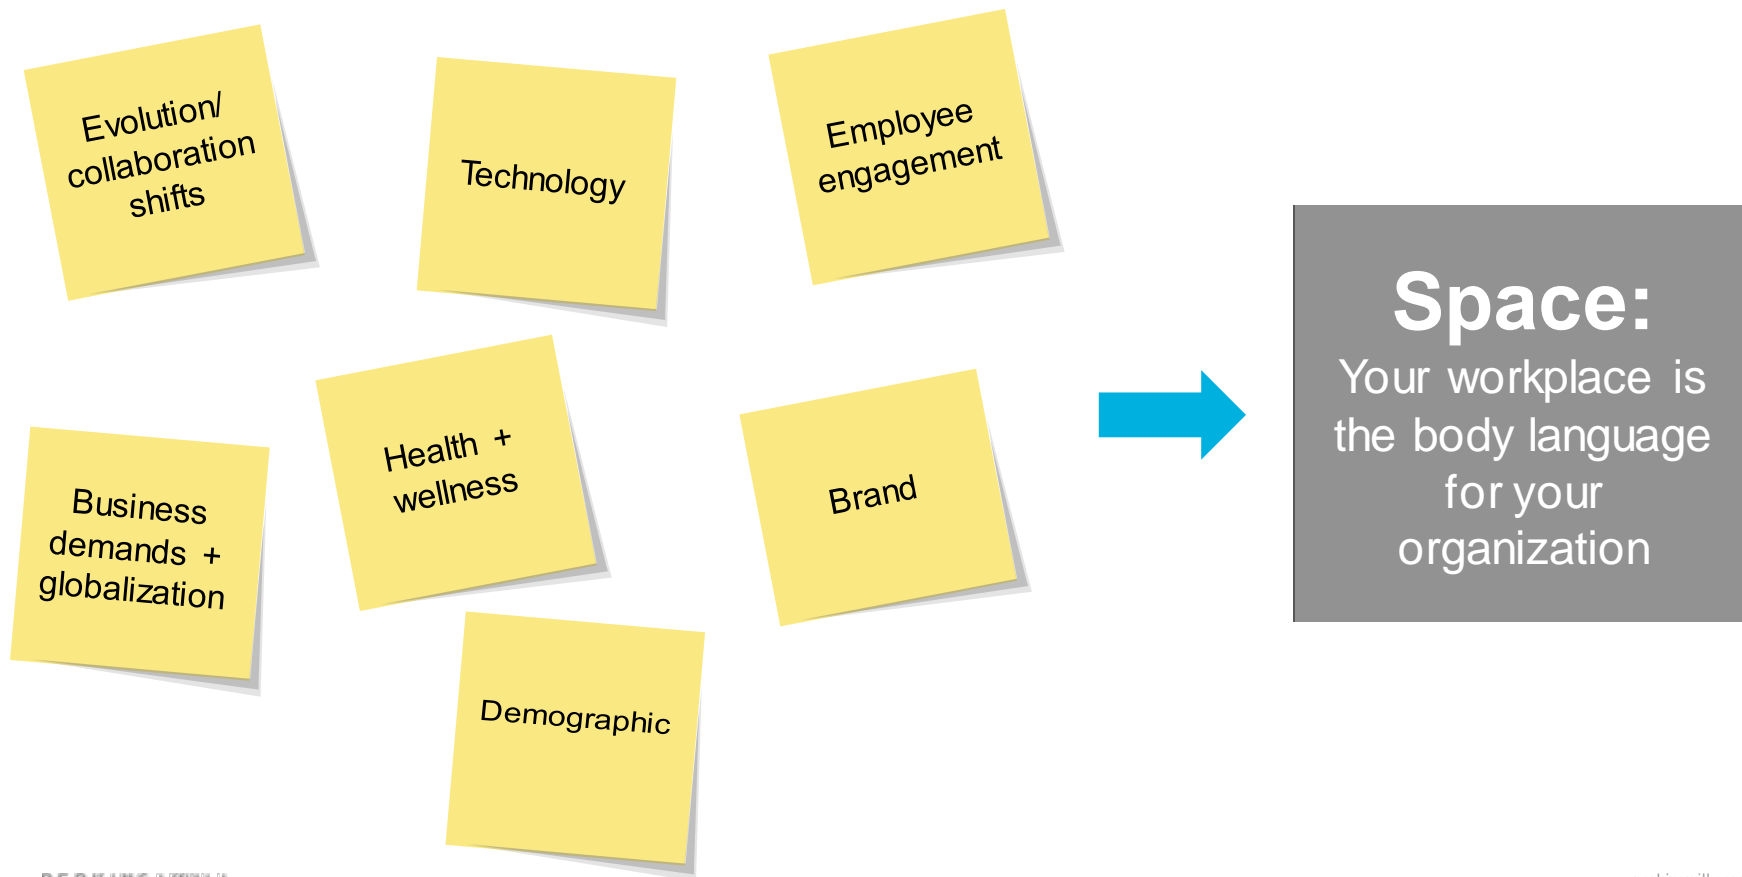 Evolution/
collaboration
shifts
Technology
Employee
engagement
Business
demands +
globalization
Health +
wellness
Brand
Demographic
Space:
Your workplace is
the body language
for your
organization